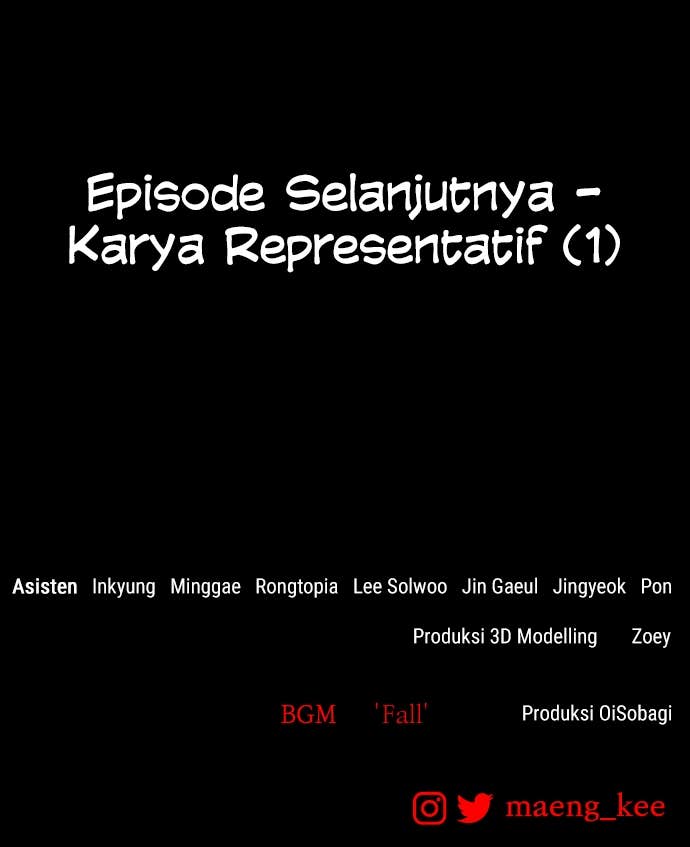 Episode Selanjutnya -
Karya Representatif (1)
Asisten Inkyung Minggae Rongtopia Lee Solwoo Jin Gaeul Jingyeok Pon
Produksi 3D Modelling Zoey
BGM 'Fall' Produksi OiSobagi
maeng_kee